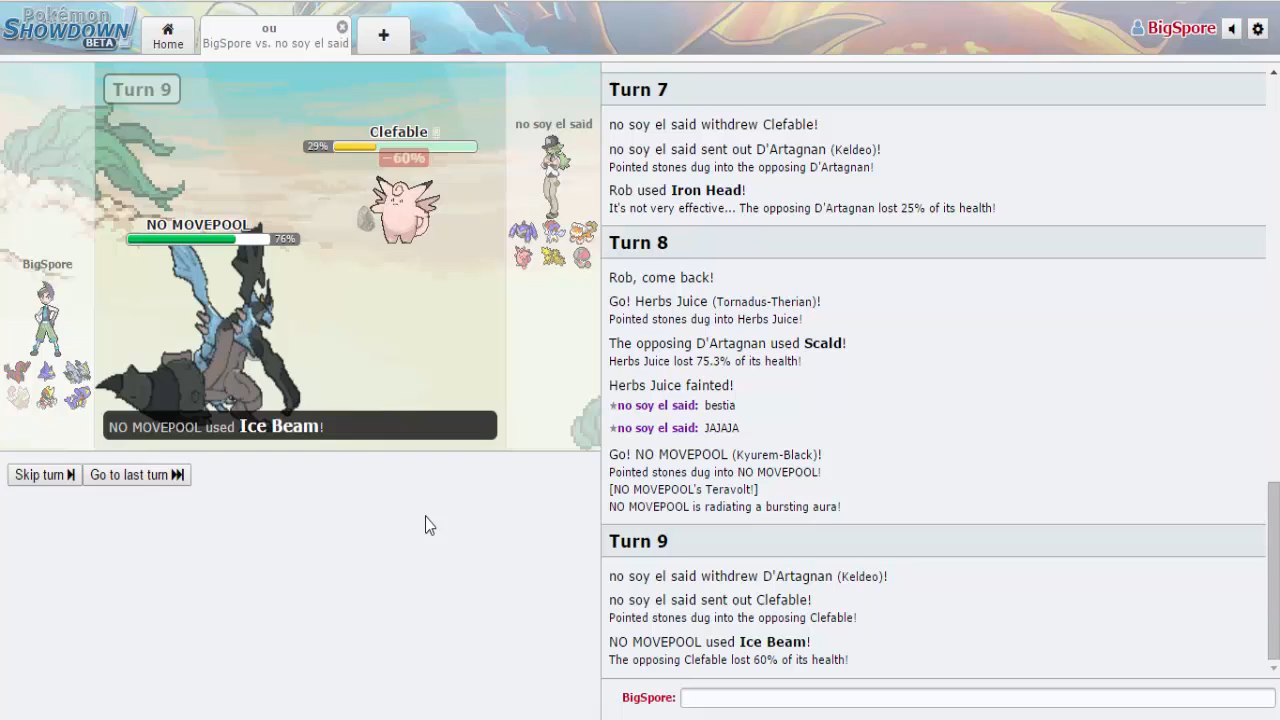 Pokémon
SHOWDOWN!
BETA
Home
ou
BigSpore vs. no soy el said
+
BigSpore
Turn 9
Clefable
29%
−60%
NO MOVEPOOL
76%
BigSpore
no soy el said
NO MOVEPOOL used Ice Beam!
Skip turn
Go to last turn
Turn 7
no soy el said withdrew Clefable!
no soy el said sent out D'Artagnan (Keldeo)!
Pointed stones dug into the opposing D'Artagnan!
Rob used Iron Head!
It's not very effective... The opposing D'Artagnan lost 25% of its health!
Turn 8
Rob, come back!
Go! Herbs Juice (Tornadus-Therian)!
Pointed stones dug into Herbs Juice!
The opposing D'Artagnan used Scald!
Herbs Juice lost 75.3% of its health!
Herbs Juice fainted!
★no soy el said: bestia
★no soy el said: JAJAJA
Go! NO MOVEPOOL (Kyurem-Black)!
Pointed stones dug into NO MOVEPOOL!
[NO MOVEPOOL's Teravolt!]
NO MOVEPOOL is radiating a bursting aura!
Turn 9
no soy el said withdrew D'Artagnan (Keldeo)!
no soy el said sent out Clefable!
Pointed stones dug into the opposing Clefable!
NO MOVEPOOL used Ice Beam!
The opposing Clefable lost 60% of its health!
BigSpore: